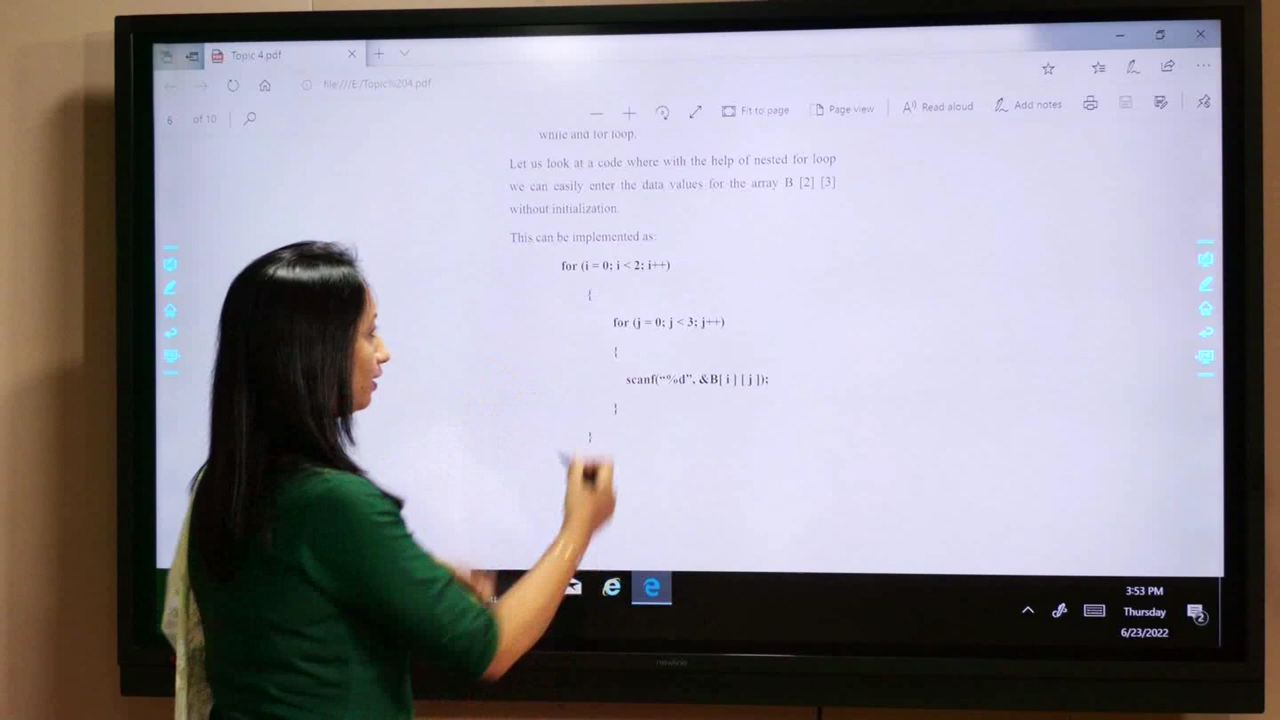 Topic 4.pdf
file:///E:/Topic%204.pdf
6 of 10
Fit to page
Page view
Read aloud
Add notes
while and for loop.
Let us look at a code where with the help of nested for loop
we can easily enter the data values for the array B [2] [3]
without initialization.
This can be implemented as:
for (i = 0; i < 2; i++)
{
for (j = 0; j < 3; j++)
{
scanf(“%d”, &B[ i ] [ j ]);
}
}
3:53 PM
Thursday
6/23/2022
2